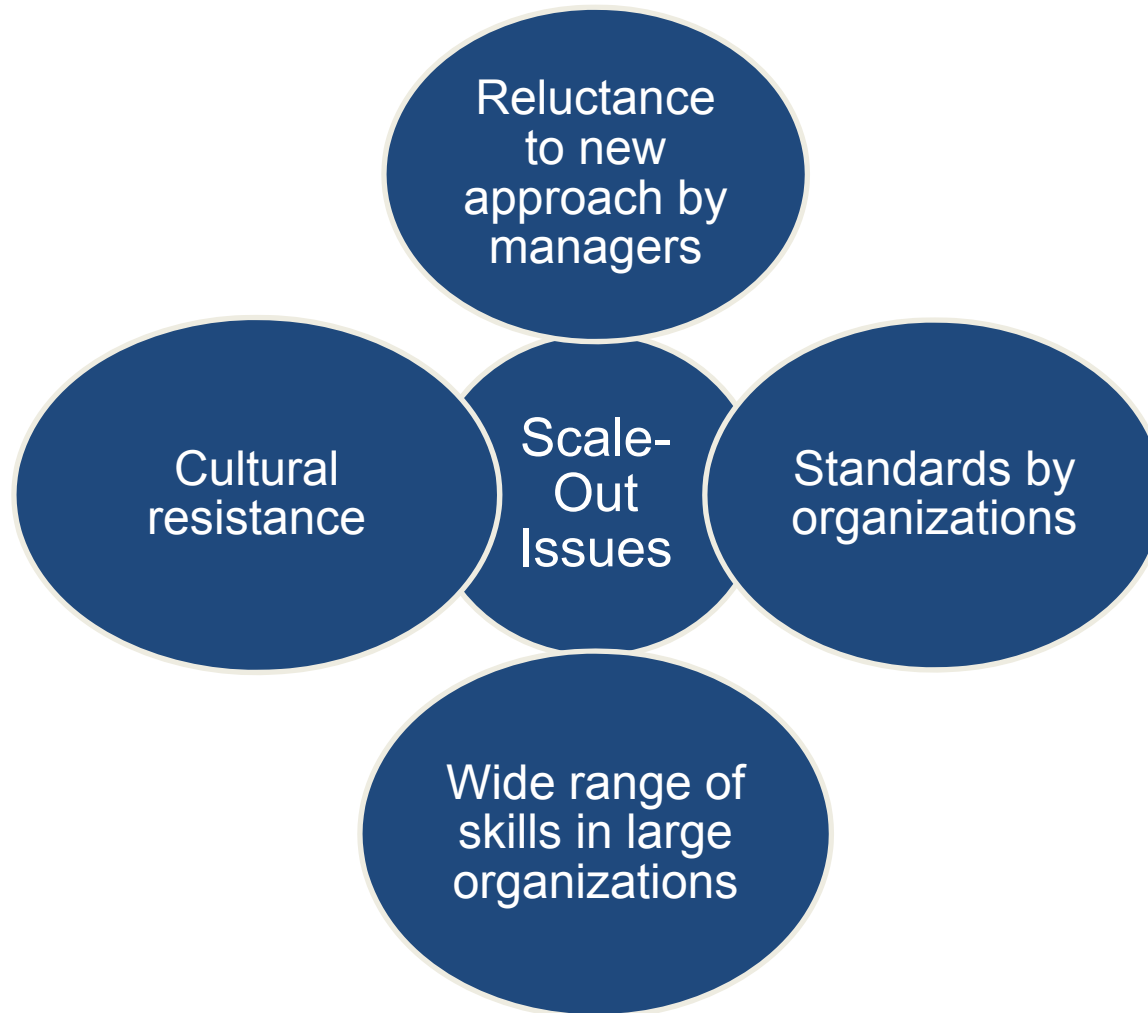 Reluctance
to new
approach by
managers
Cultural
resistance
Scale-
Out
Issues
Standards by
organizations
Wide range of
skills in large
organizations